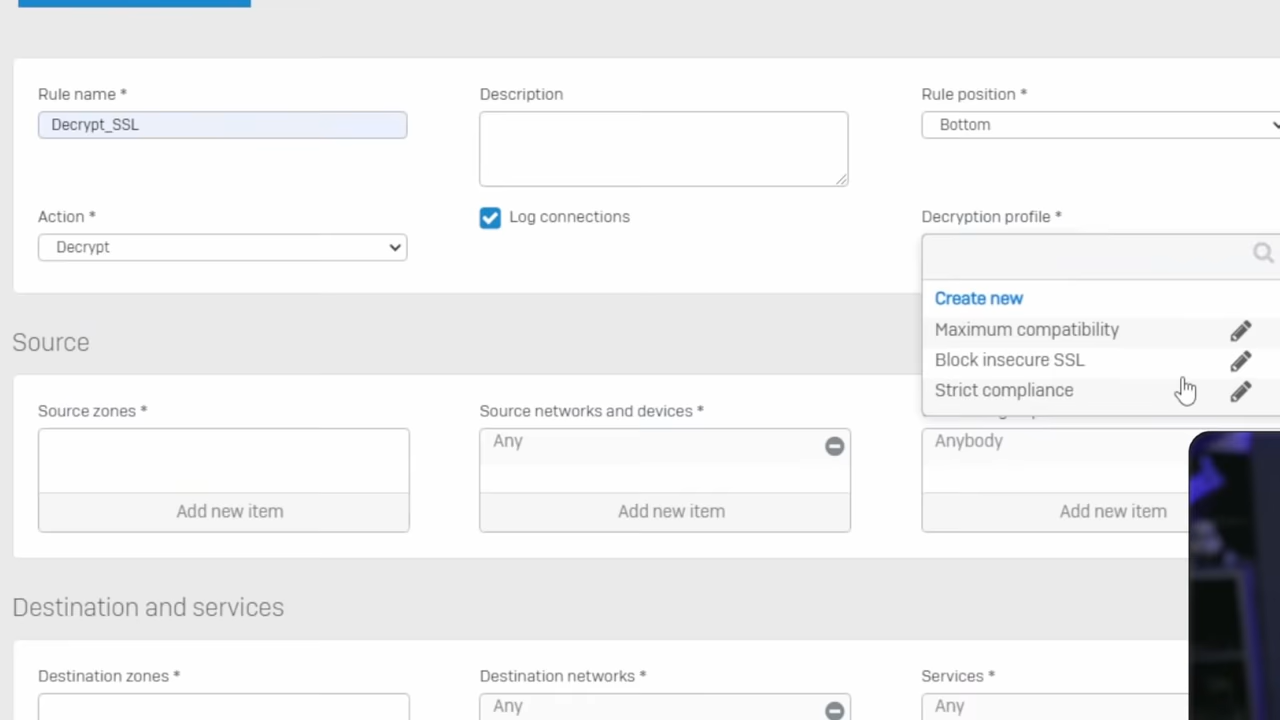 Rule name *
Description
Rule position *
Decrypt_SSL
Bottom
Action *
Log connections
Decryption profile *
Decrypt
Create new
Maximum compatibility
Block insecure SSL
Strict compliance
Source
Source zones *
Source networks and devices *
Any
Anybody
Add new item
Add new item
Add new item
Destination and services
Destination zones *
Destination networks *
Services *
Any
Any